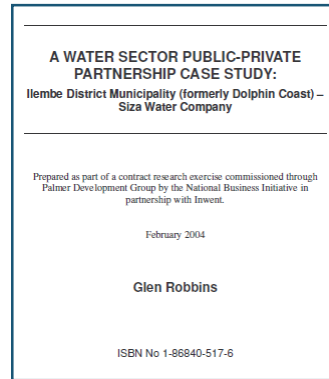 A WATER SECTOR PUBLIC-PRIVATE
PARTNERSHIP CASE STUDY:
Ilembe District Municipality (formerly Dolphin Coast) –
Siza Water Company
Prepared as part of a contract research exercise commissioned through
Palmer Development Group by the National Business Initiative in
partnership with Inwent.
February 2004
Glen Robbins
ISBN No 1-86840-517-6